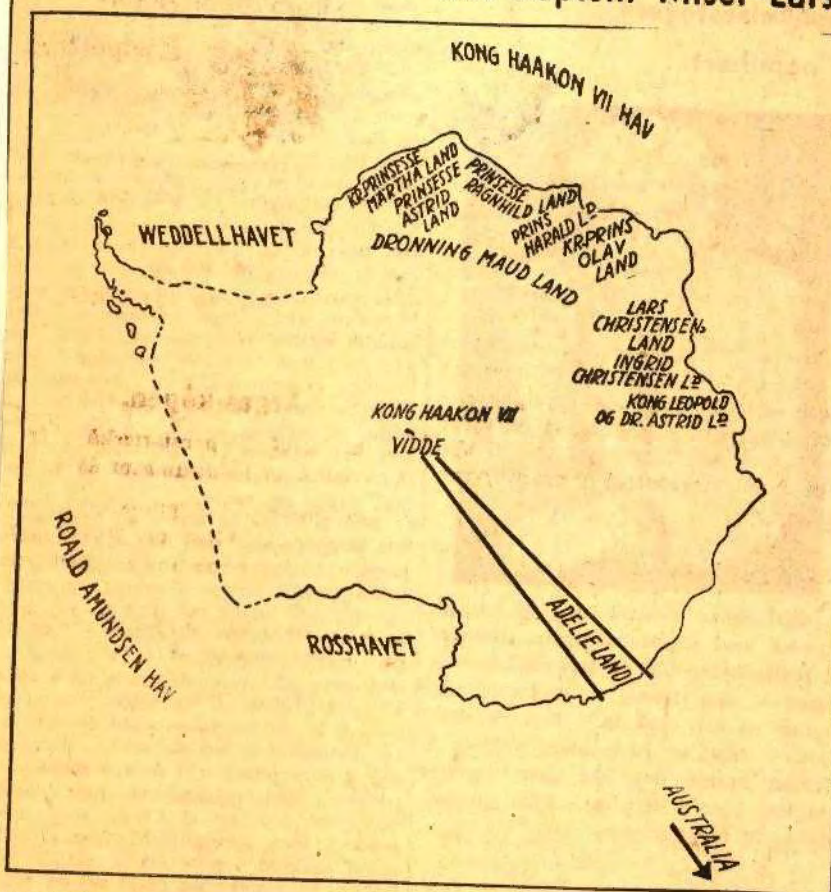 KONG HAAKON VII HAV
KR.PRINSESSE
MARTHA LAND
PRINSESSE
ASTRID
LAND
PRINSESSE
RAGNHILD LAND
PRINS
HARALD LD
KR.PRINS
OLAV
LAND
WEDDELLHAVET
DRONNING MAUD LAND
LARS
CHRISTENSEN
LAND
INGRID
CHRISTENSEN LD
KONG LEOPOLD
OG DR. ASTRID LD
KONG HAAKON VII
VIDDE
ROALD AMUNDSEN HAV
ROSSHAVET
ADELIE LAND
AUSTRALIA